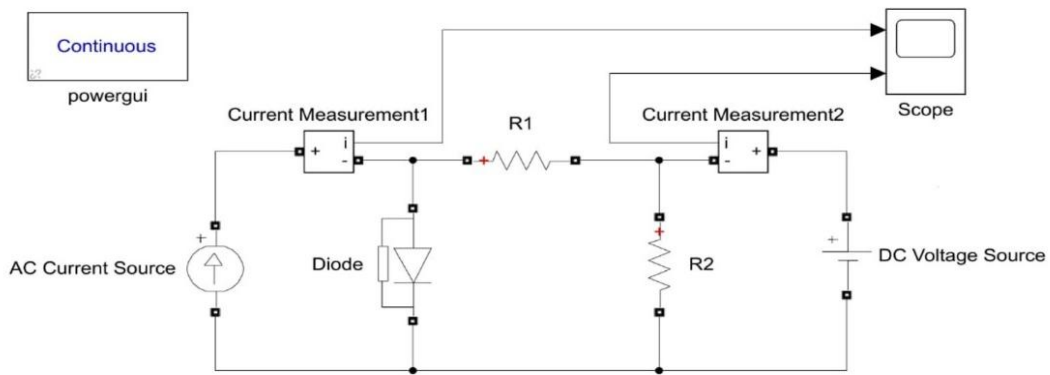 Continuous
powergui
Current Measurement1
i
+
-
R1
Current Measurement2
i
-
+
Scope
+
AC Current Source
Diode
+
+
R2
+
DC Voltage Source